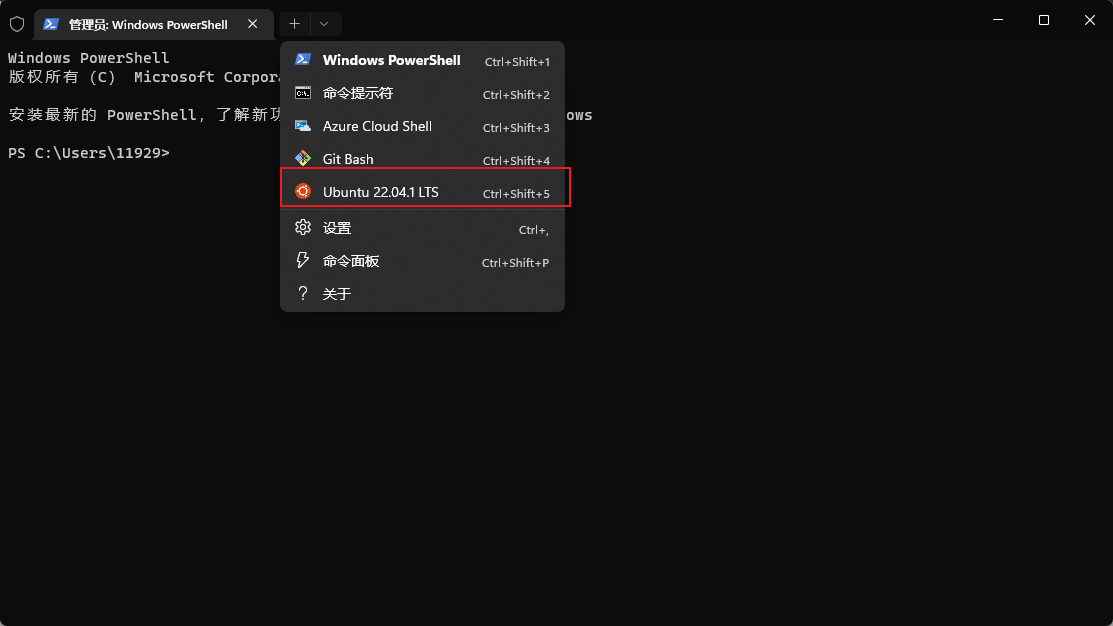 管理员: Windows PowerShell
Windows PowerShell
版权所有 (C) Microsoft
安装最新的 PowerShell,了解新
PS C:\Users\11929>
Windows PowerShell Ctrl+Shift+1
命令提示符 Ctrl+Shift+2
Azure Cloud Shell Ctrl+Shift+3
Git Bash Ctrl+Shift+4
Ubuntu 22.04.1 LTS Ctrl+Shift+5
设置 Ctrl+,
命令面板 Ctrl+Shift+P
关于